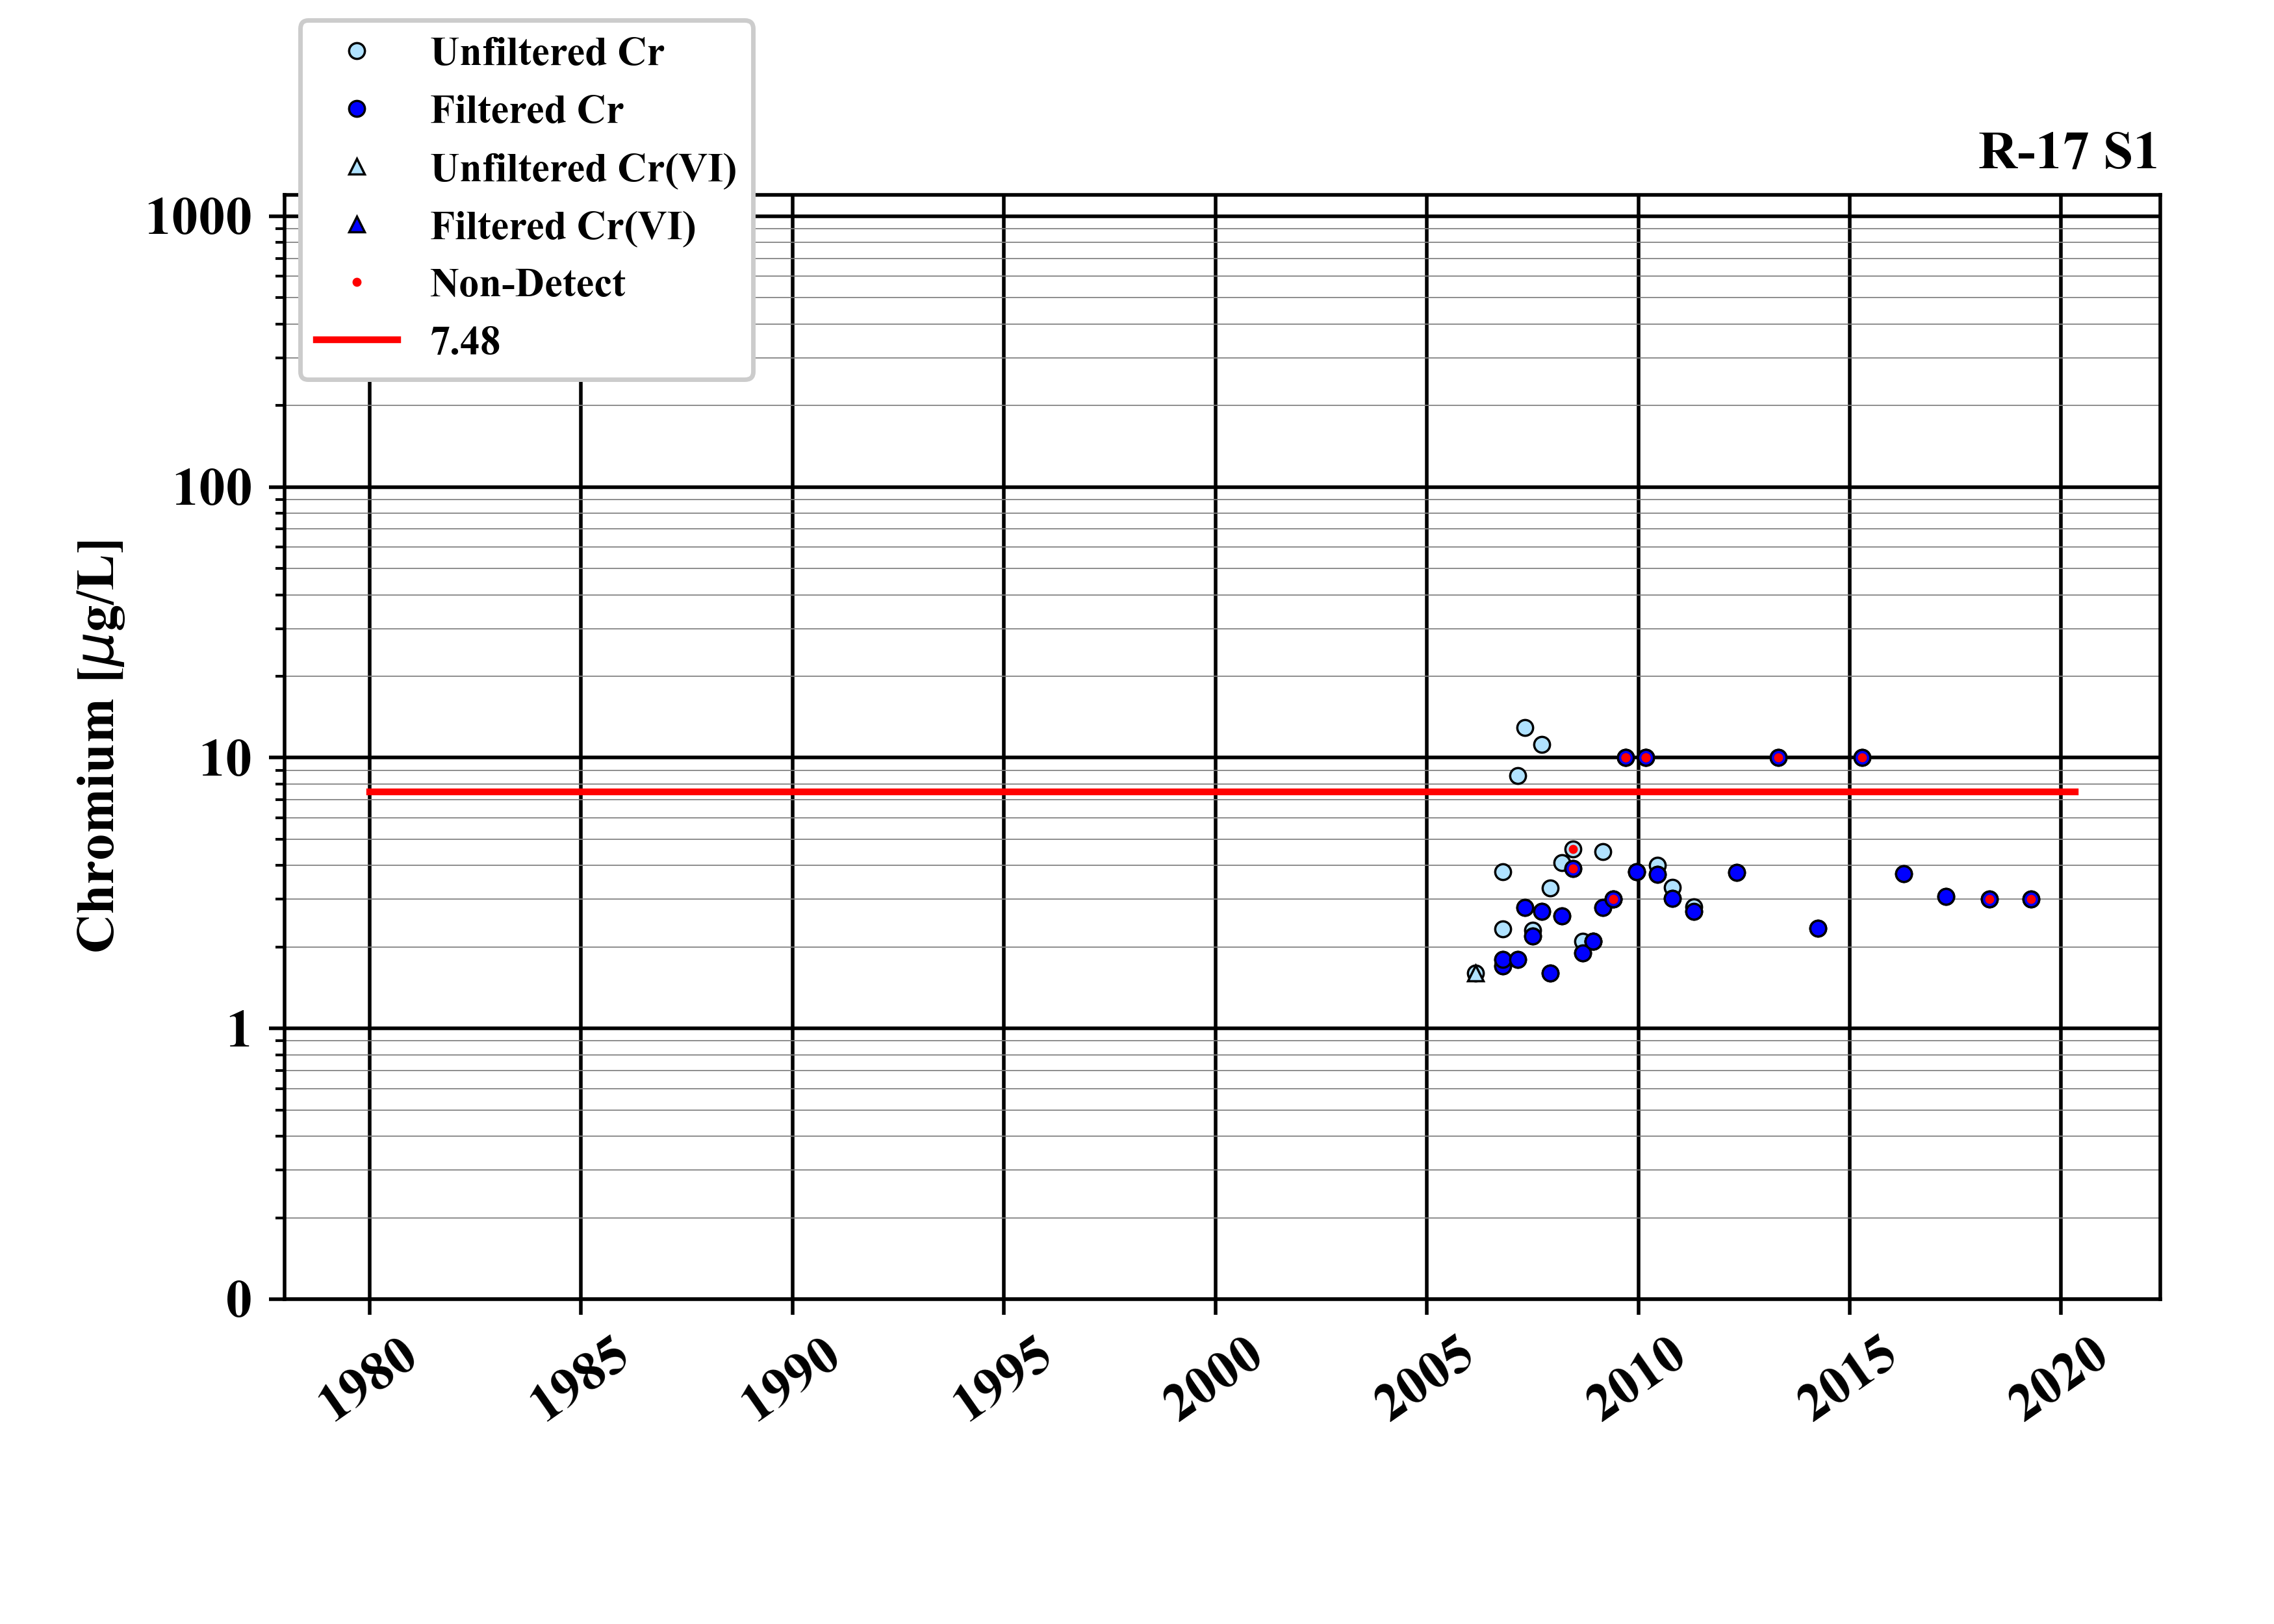 Unfiltered Cr
Filtered Cr
Unfiltered Cr(VI)
Filtered Cr(VI)
Non-Detect
7.48
R-17 S1
Chromium [μg/L]
1000
100
10
1
0
1980
1985
1990
1995
2000
2005
2010
2015
2020